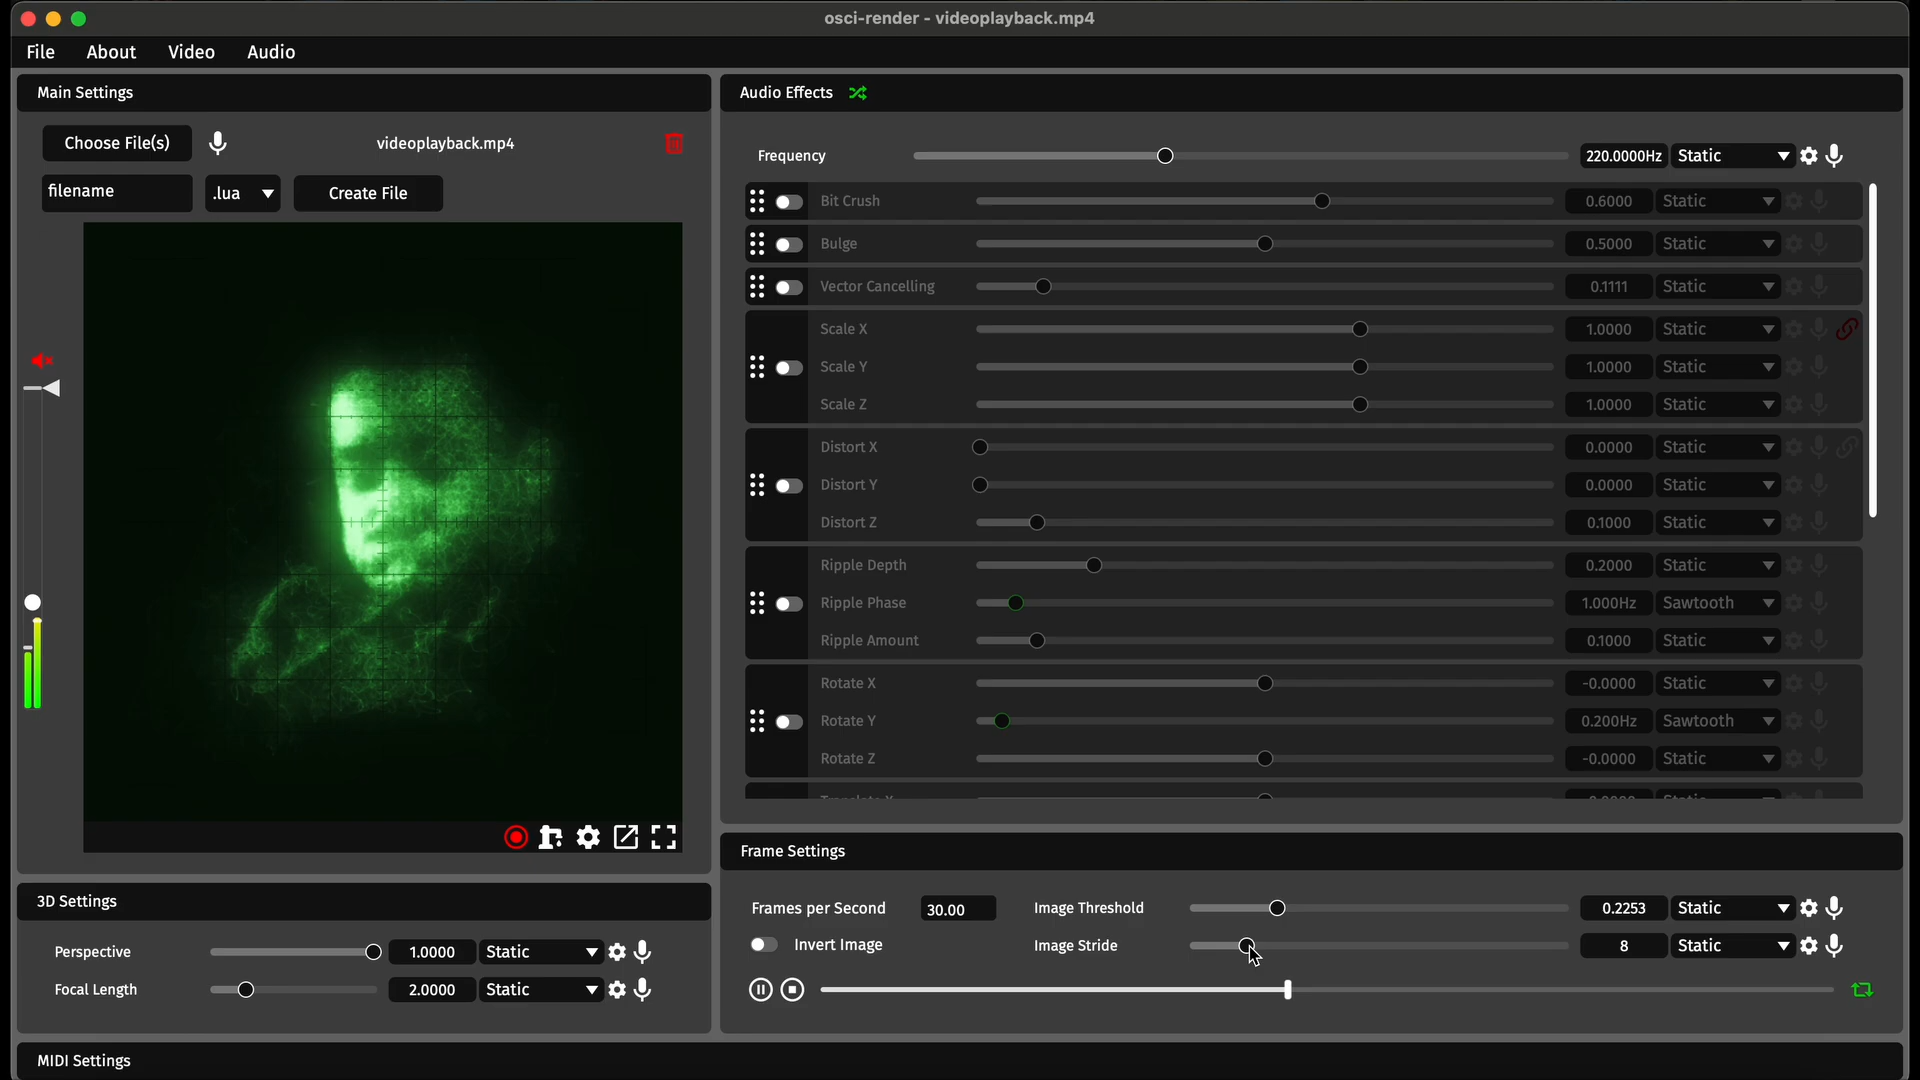 osci-render - videoplayback.mp4
File About Video Audio
Main Settings
Choose File(s) videoplayback.mp4
filename .lua Create File
Audio Effects
Frequency 220.0000Hz Static
Bit Crush 0.6000 Static
Bulge 0.5000 Static
Vector Cancelling 0.1111 Static
Scale X 1.0000 Static
Scale Y 1.0000 Static
Scale Z 1.0000 Static
Distort X 0.0000 Static
Distort Y 0.0000 Static
Distort Z 0.1000 Static
Ripple Depth 0.2000 Static
Ripple Phase 1.000Hz Sawtooth
Ripple Amount 0.1000 Static
Rotate X -0.0000 Static
Rotate Y 0.200Hz Sawtooth
Rotate Z -0.0000 Static
3D Settings
Perspective 1.0000 Static
Focal Length 2.0000 Static
Frame Settings
Frames per Second 30.00 Image Threshold 0.2253 Static
Invert Image Image Stride 8 Static
MIDI Settings